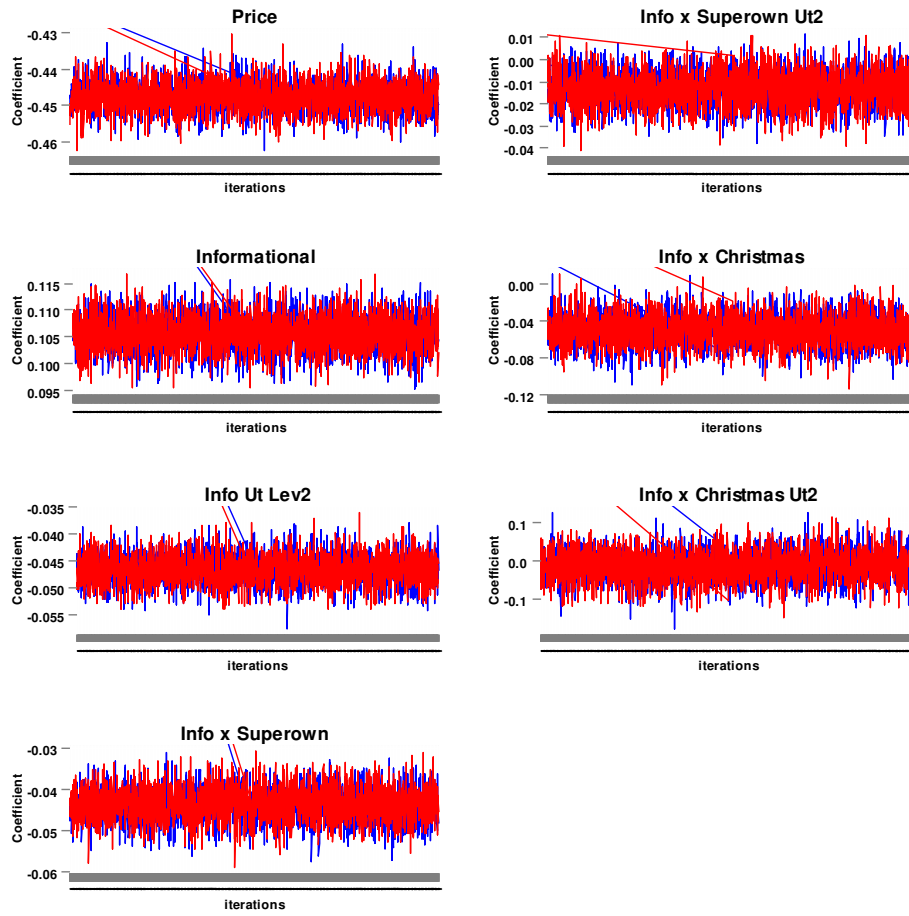 Price
Coefficient
-0.43
-0.44
-0.45
-0.46
iterations
Info x Superown Ut2
Coefficient
0.01
0.00
-0.01
-0.02
-0.03
-0.04
iterations
Informational
Coefficient
0.115
0.110
0.105
0.100
0.095
iterations
Info x Christmas
Coefficient
0.00
-0.04
-0.08
-0.12
iterations
Info Ut Lev2
Coefficient
-0.035
-0.040
-0.045
-0.050
-0.055
iterations
Info x Christmas Ut2
Coefficient
0.1
0.0
-0.1
iterations
Info x Superown
Coefficient
-0.03
-0.04
-0.05
-0.06
iterations